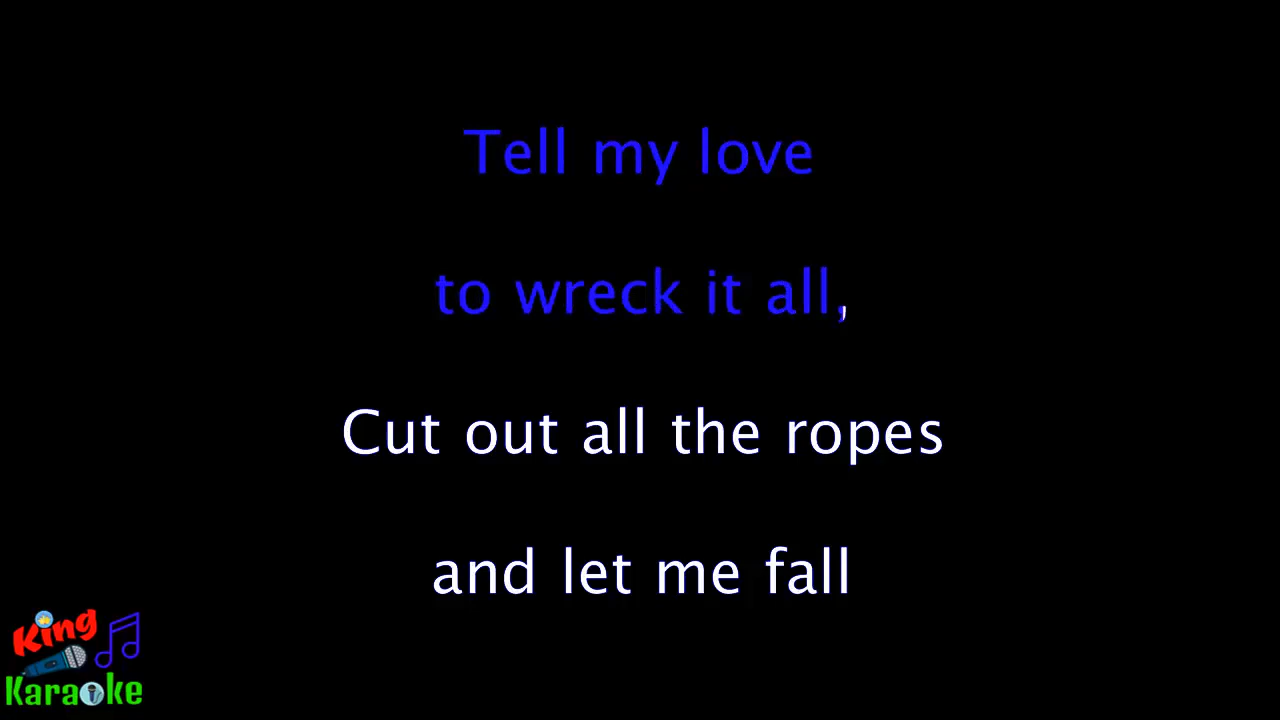 Tell my love
to wreck it all,
Cut out all the ropes
and let me fall
King
Karaoke